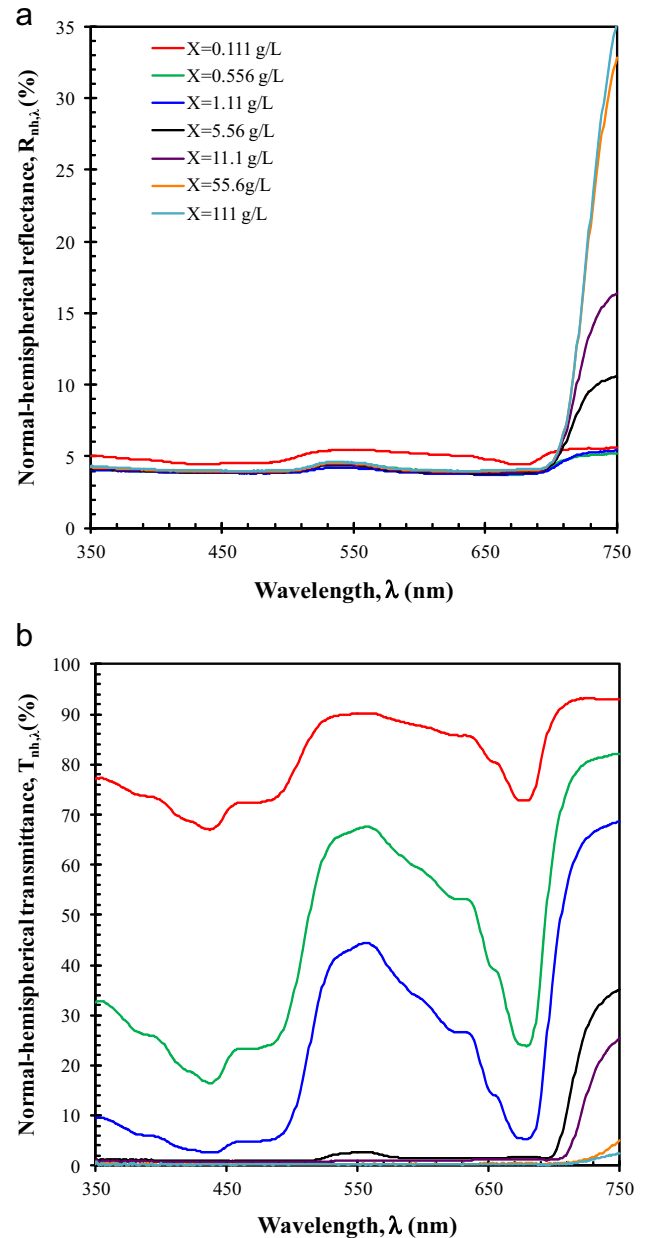 a
Normal-hemispherical reflectance, R_nh,λ (%)
35
30
25
20
15
10
5
0
X=0.111 g/L
X=0.556 g/L
X=1.11 g/L
X=5.56 g/L
X=11.1 g/L
X=55.6g/L
X=111 g/L
350
450
550
650
750
Wavelength, λ (nm)
b
Normal-hemispherical transmittance, T_nh,λ (%)
100
90
80
70
60
50
40
30
20
10
0
350
450
550
650
750
Wavelength, λ (nm)